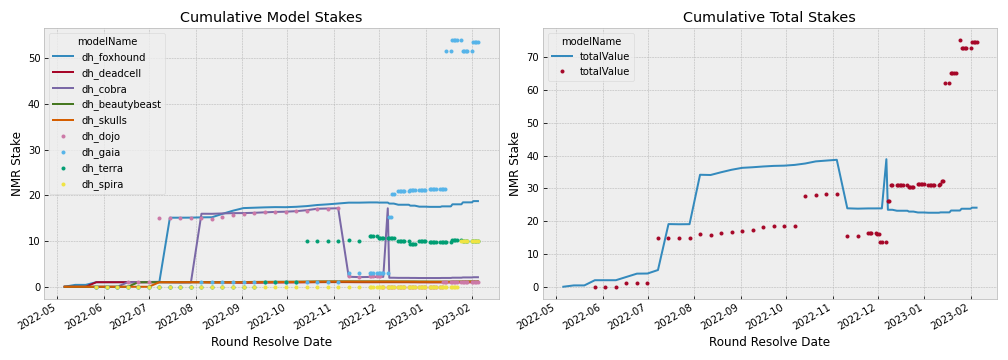 Cumulative Model Stakes
NMR Stake
50
40
30
20
10
0
modelName
dh_foxhound
dh_deadcell
dh_cobra
dh_beautybeast
dh_skulls
dh_dojo
dh_gaia
dh_terra
dh_spira
2022-05
2022-06
2022-07
2022-08
2022-09
2022-10
2022-11
2022-12
2023-01
2023-02
Round Resolve Date
Cumulative Total Stakes
NMR Stake
70
60
50
40
30
20
10
0
modelName
totalValue
totalValue
2022-05
2022-06
2022-07
2022-08
2022-09
2022-10
2022-11
2022-12
2023-01
2023-02
Round Resolve Date